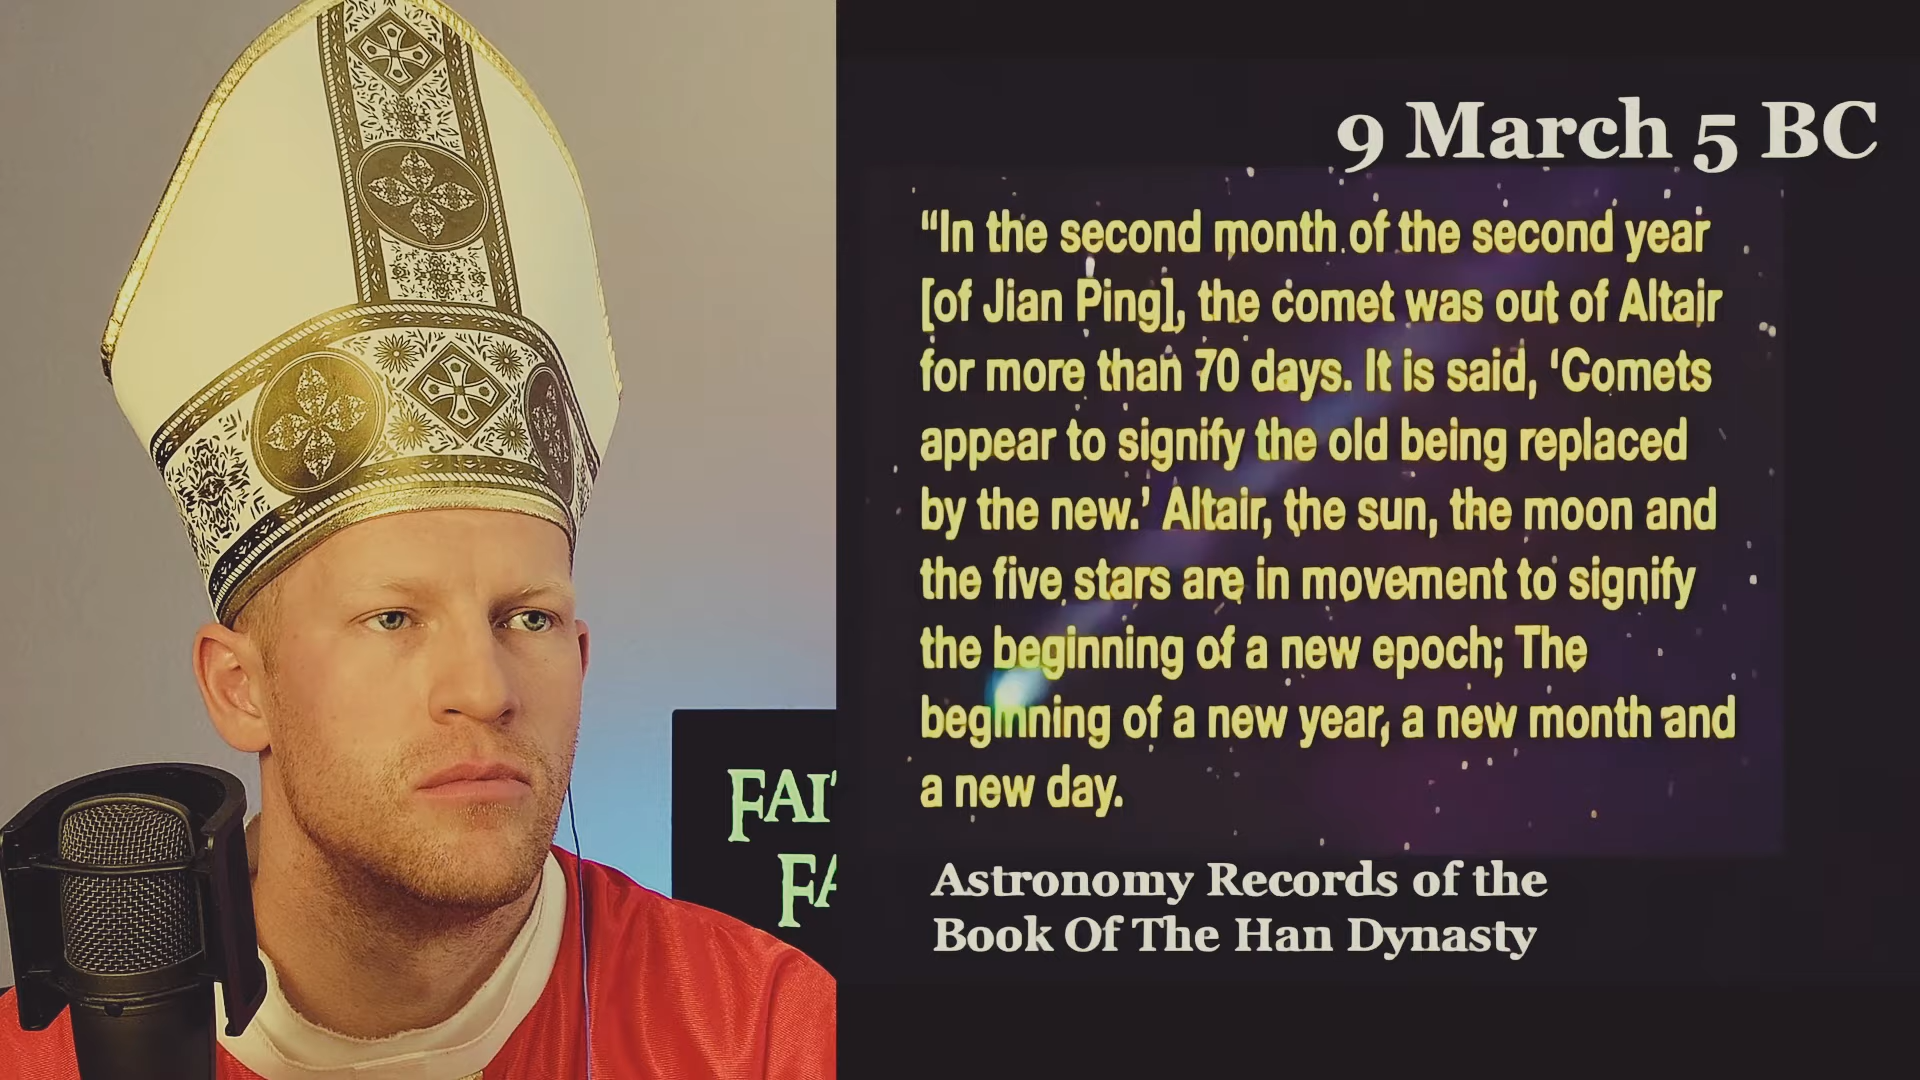 9 March 5 BC
“In the second month of the second year
[of Jian Ping], the comet was out of Altair
for more than 70 days. It is said, ‘Comets
appear to signify the old being replaced
by the new.’ Altair, the sun, the moon and
the five stars are in movement to signify
the beginning of a new epoch; The
beginning of a new year, a new month and
a new day.
Astronomy Records of the
Book Of The Han Dynasty